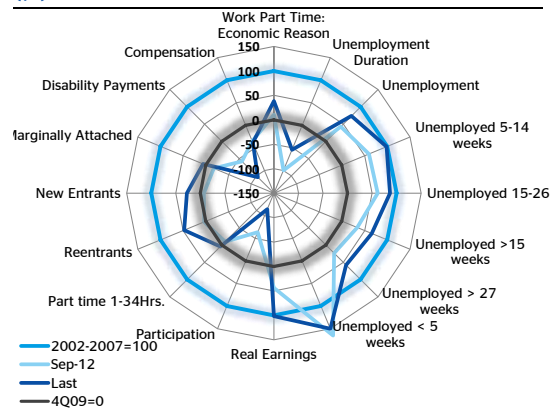 Work Part Time:
Economic Reason
Unemployment
Duration
Unemployment
Unemployed 5-14
weeks
Unemployed 15-26
Unemployed >15
weeks
Unemployed > 27
weeks
Unemployed < 5
weeks
Real Earnings
Participation
Part time 1-34Hrs.
Reentrants
New Entrants
Marginally Attached
Disability Payments
Compensation
150
100
50
0
-50
-100
-150
2002-2007=100
Sep-12
Last
4Q09=0